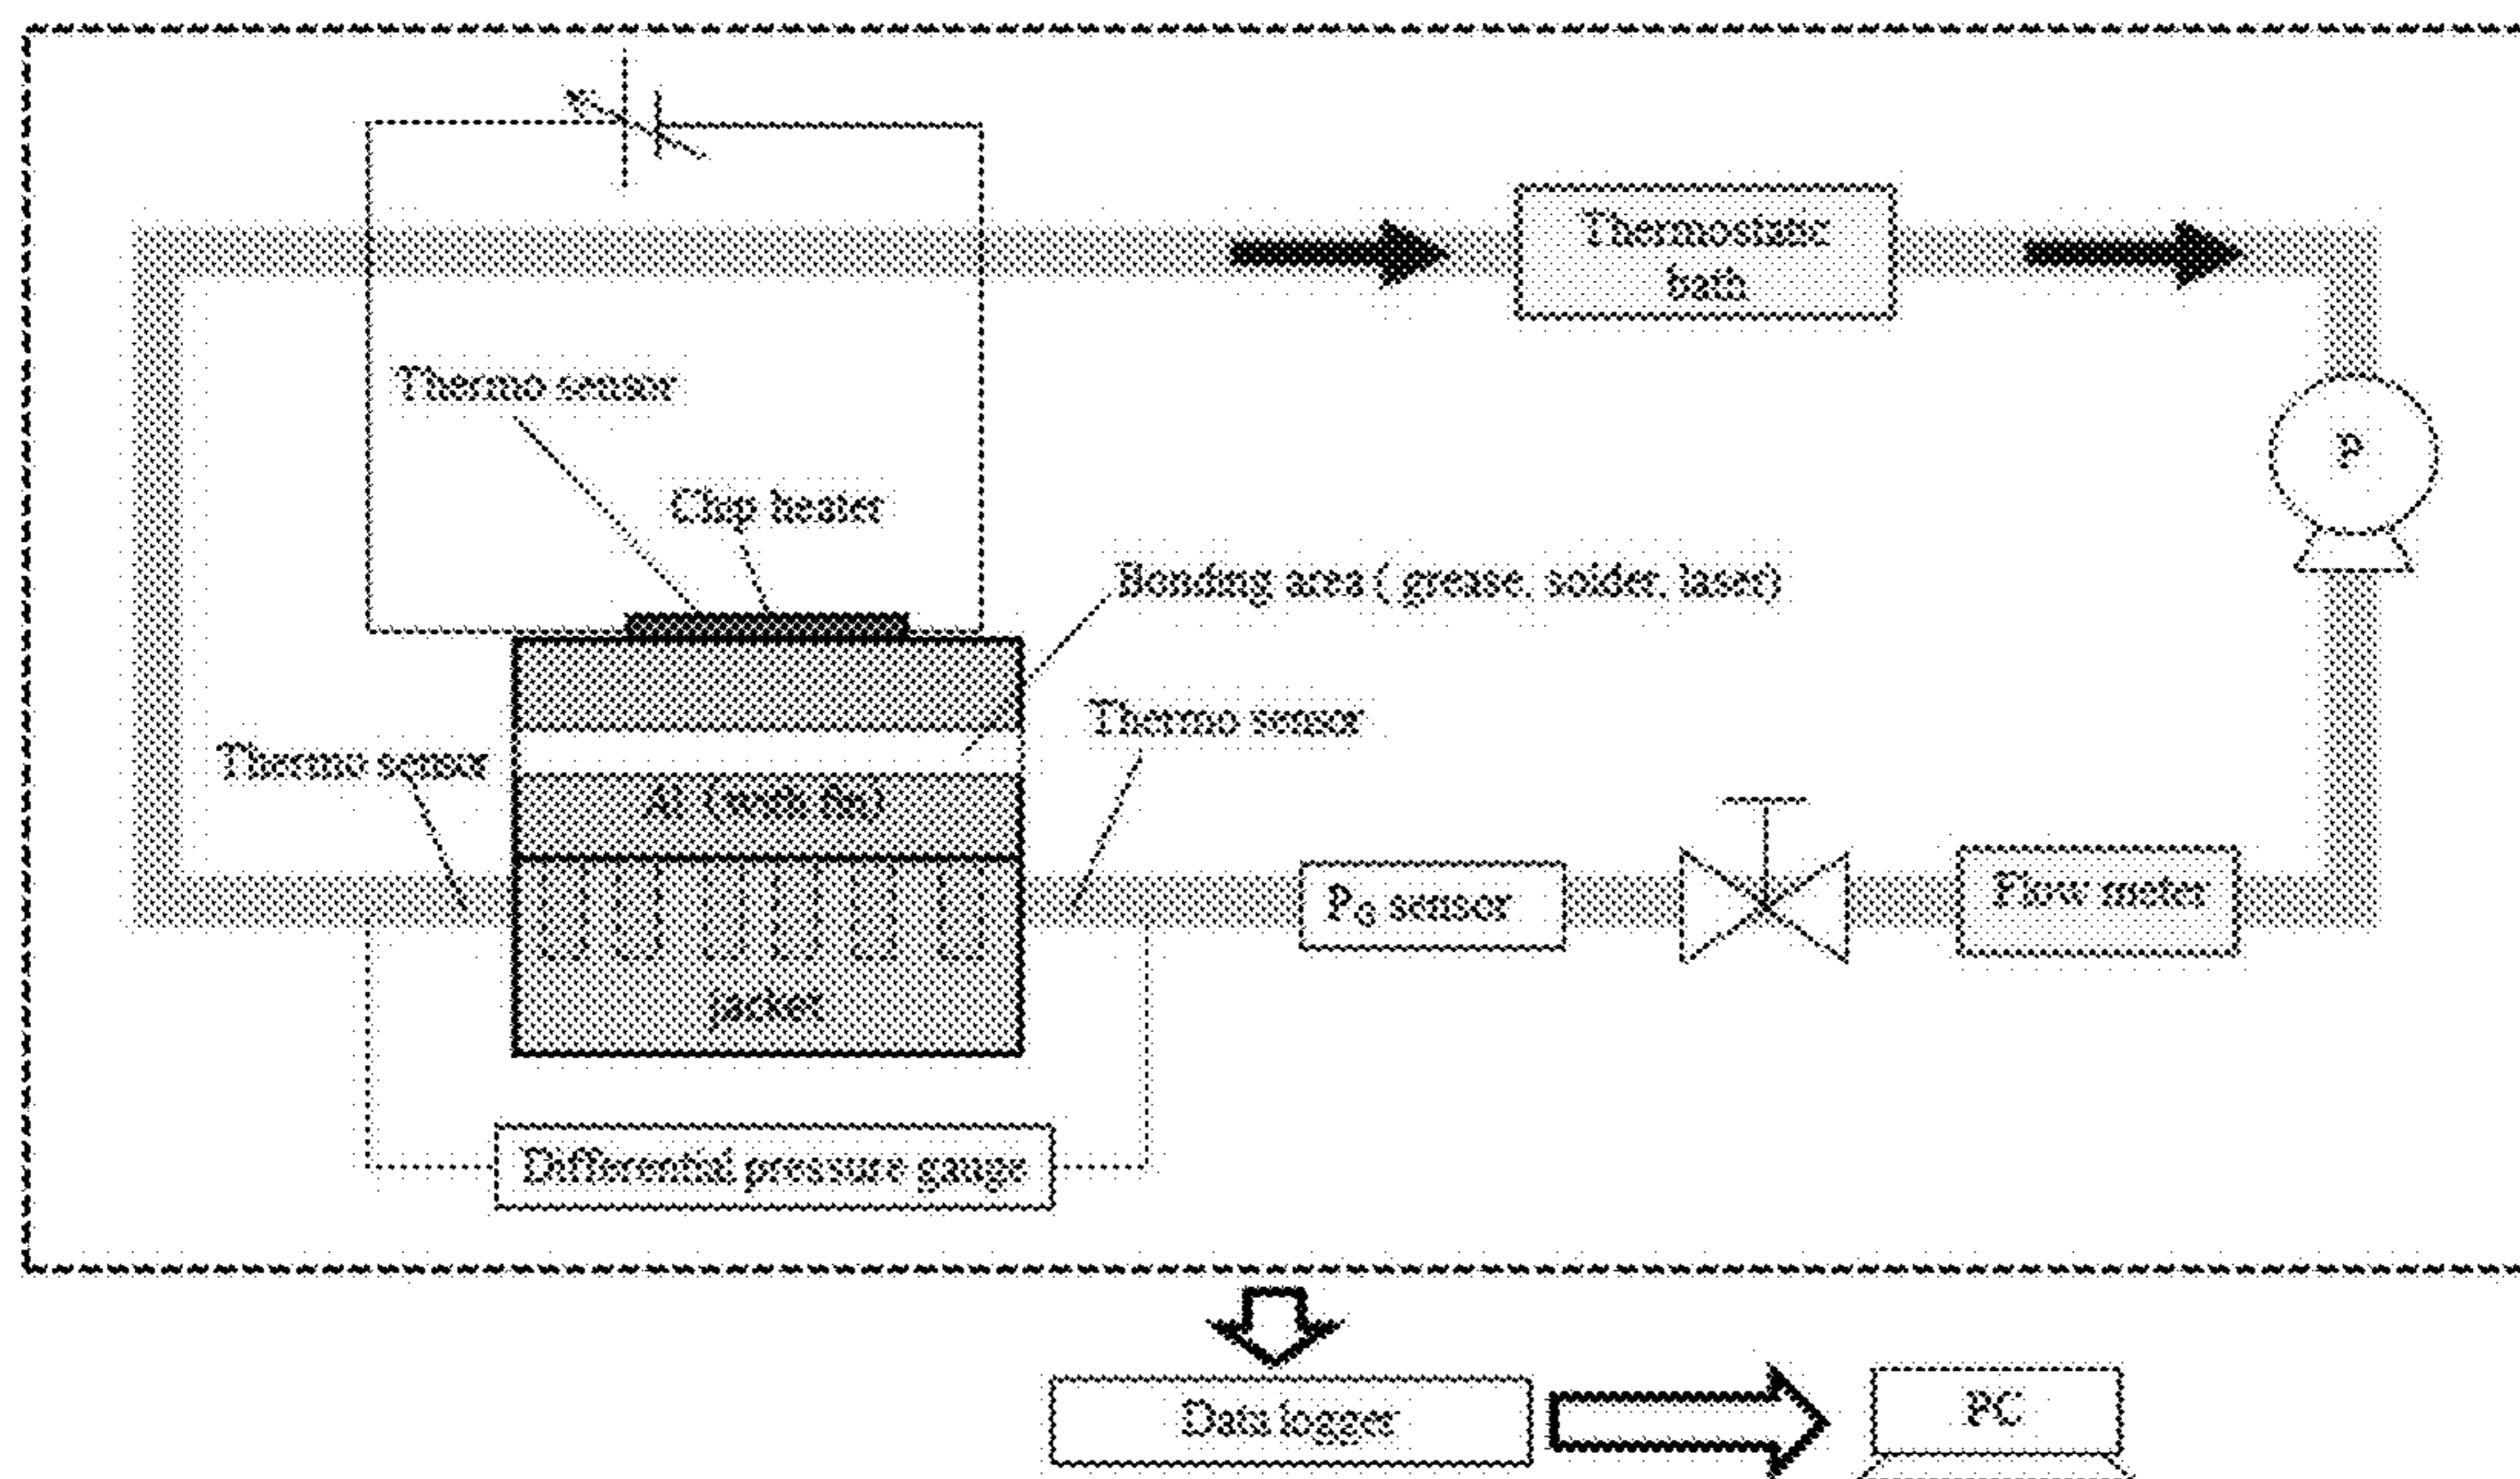 Thermostatic
bath
Thermo sensor
P
Chip heater
Bonding area ( grease, solder, laser)
Thermo sensor
Thermo sensor
Al (with fin)
PG sensor
Flow meter
jacket
Differential pressure gauge
Data logger
PC